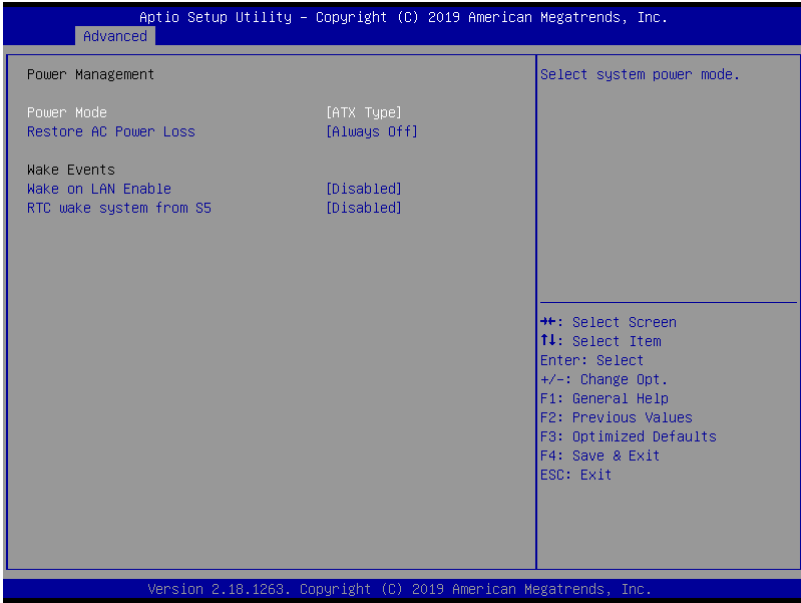 Aptio Setup Utility – Copyright (C) 2019 American Megatrends, Inc.
Advanced
Power Management
Power Mode [ATX Type]
Restore AC Power Loss [Always Off]
Wake Events
Wake on LAN Enable [Disabled]
RTC wake system from S5 [Disabled]
Select system power mode.
→←: Select Screen
↑↓: Select Item
Enter: Select
+/-: Change Opt.
F1: General Help
F2: Previous Values
F3: Optimized Defaults
F4: Save & Exit
ESC: Exit
Version 2.18.1263. Copyright (C) 2019 American Megatrends, Inc.